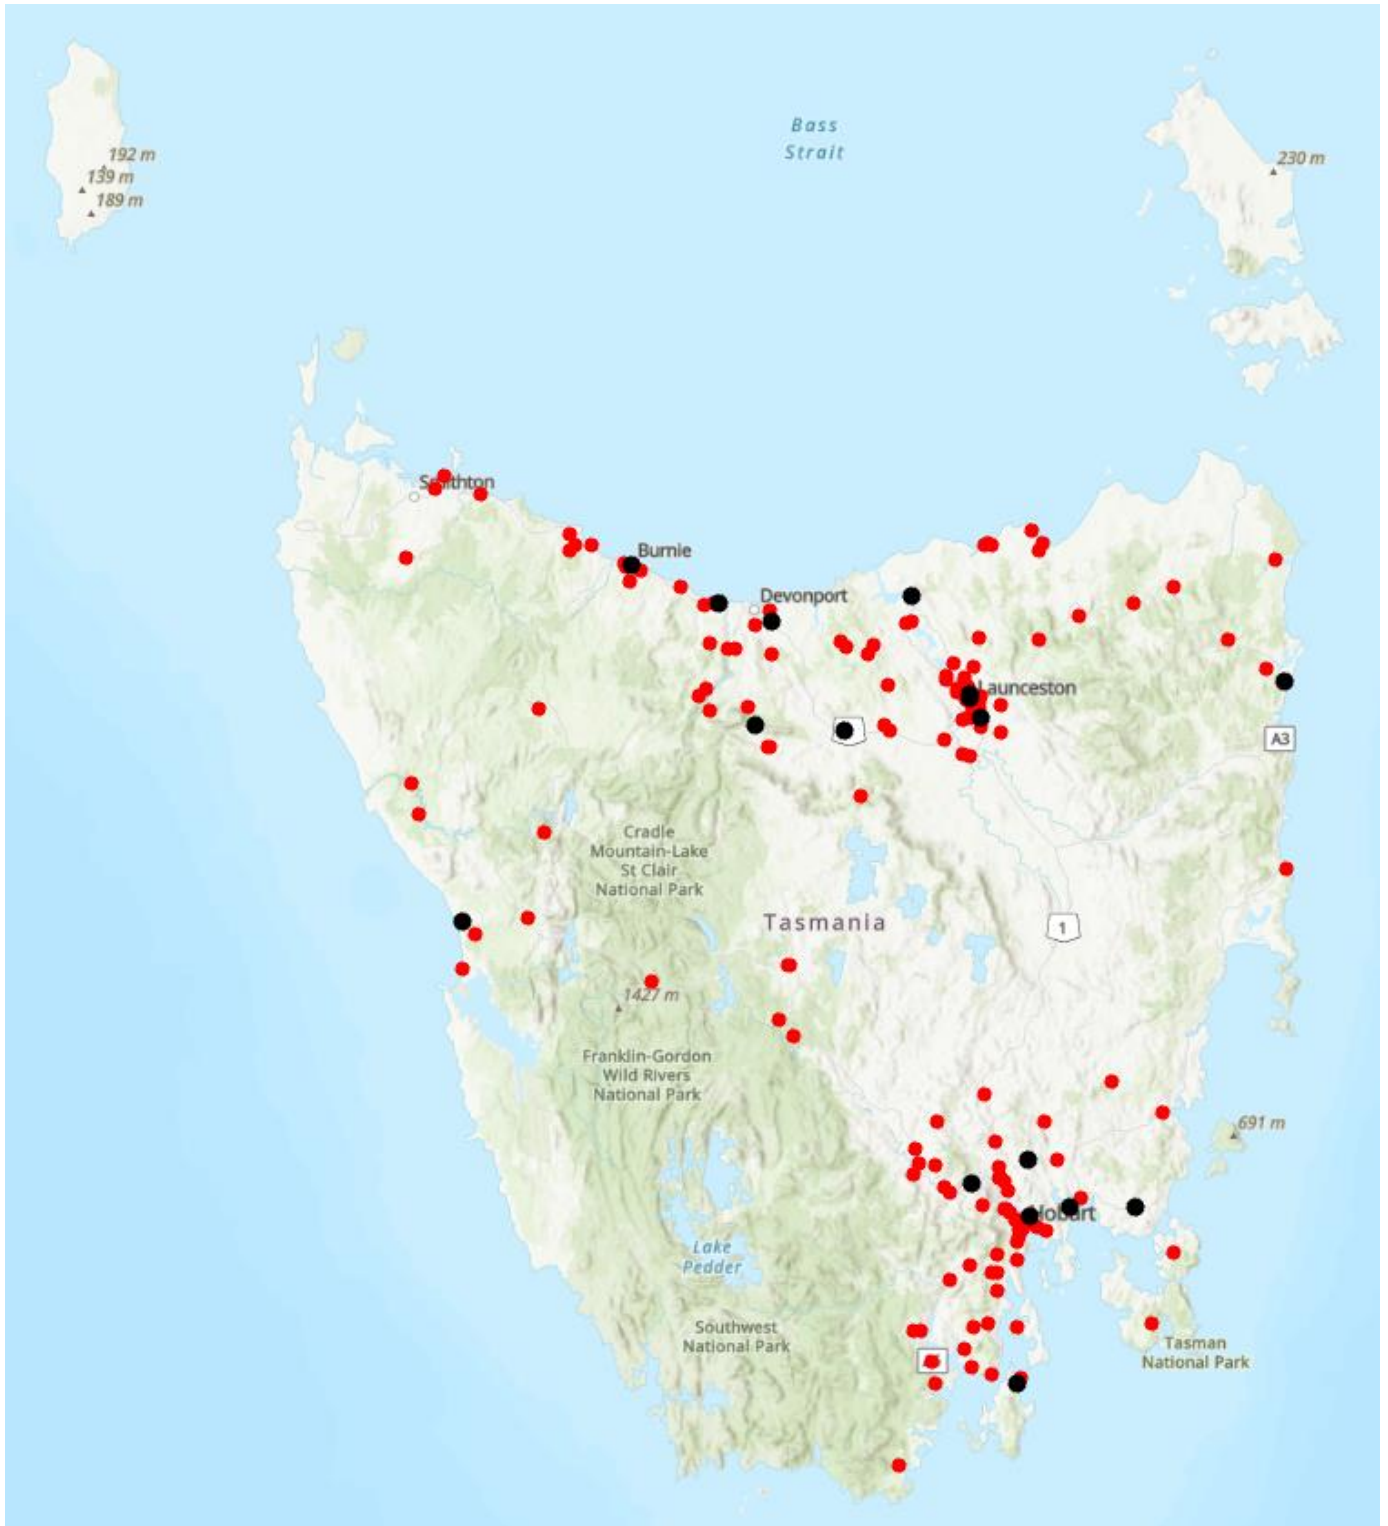 Bass
Strait
192 m
139 m
189 m
230 m
Smithton
Burnie
Devonport
Launceston
A3
Cradle
Mountain-Lake
St Clair
National Park
Tasmania
1
1427 m
Franklin-Gordon
Wild Rivers
National Park
691 m
Hobart
Lake
Pedder
Southwest
National Park
Tasman
National Park